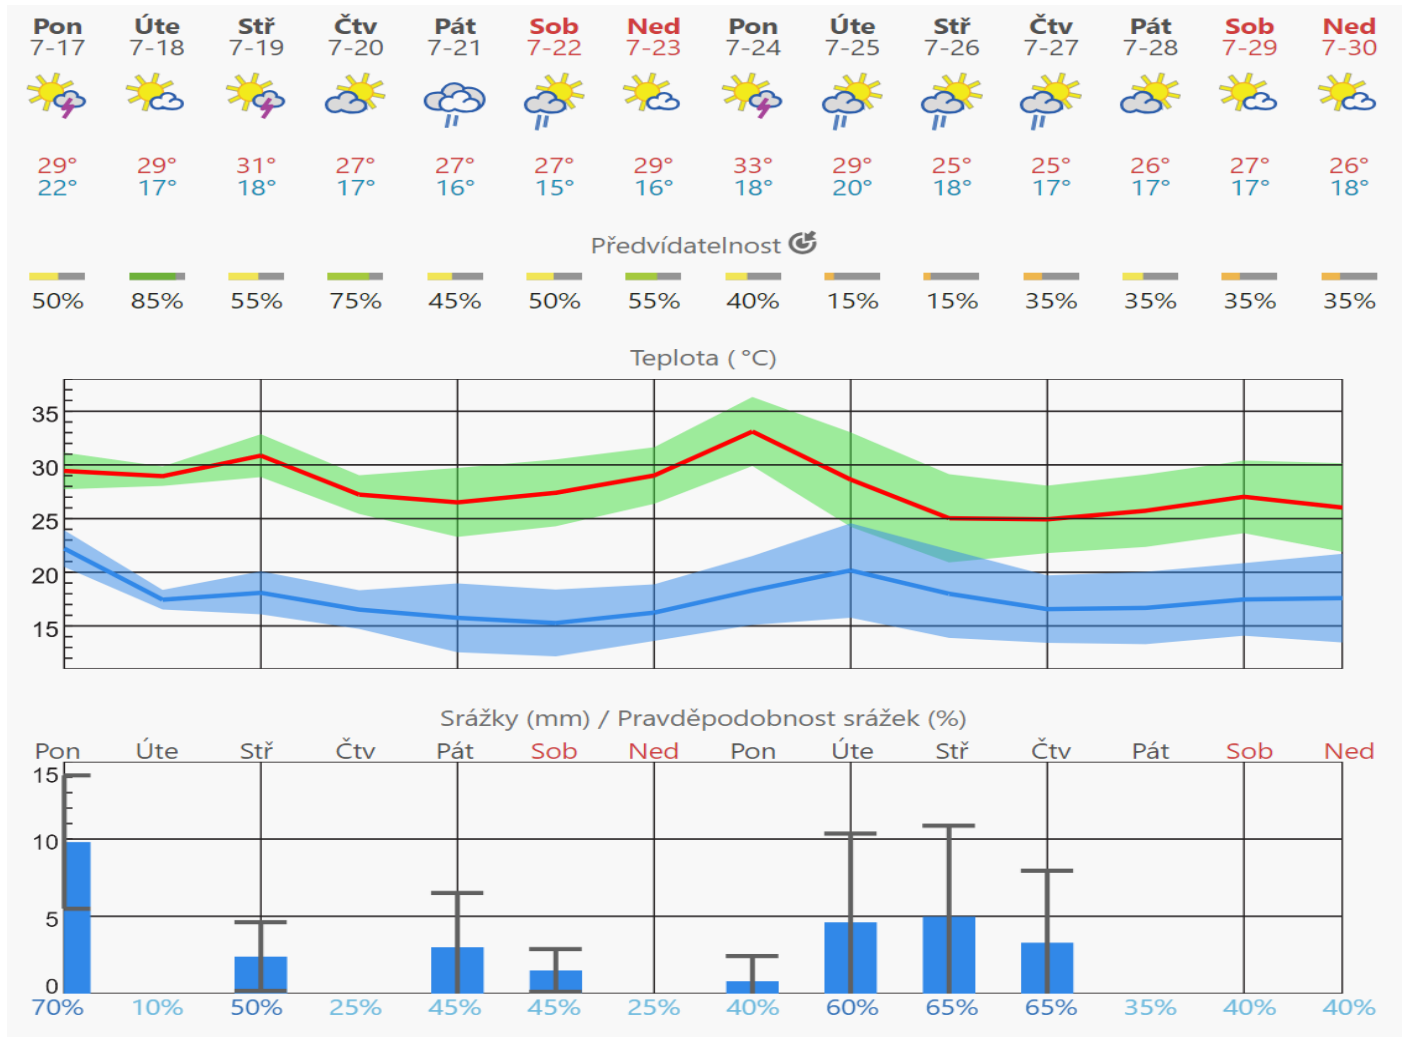 Pon Úte Stř Čtv Pát Sob Ned Pon Úte Stř Čtv Pát Sob Ned
7-17 7-18 7-19 7-20 7-21 7-22 7-23 7-24 7-25 7-26 7-27 7-28 7-29 7-30
29° 29° 31° 27° 27° 27° 29° 33° 29° 25° 25° 26° 27° 26°
22° 17° 18° 17° 16° 15° 16° 18° 20° 18° 17° 17° 17° 18°
Předvídatelnost
50% 85% 55% 75% 45% 50% 55% 40% 15% 15% 35% 35% 35% 35%
Teplota ( °C)
35
30
25
20
15
Srážky (mm) / Pravděpodobnost srážek (%)
Pon Úte Stř Čtv Pát Sob Ned Pon Úte Stř Čtv Pát Sob Ned
15
10
5
0
70% 10% 50% 25% 45% 45% 25% 40% 60% 65% 65% 35% 40% 40%